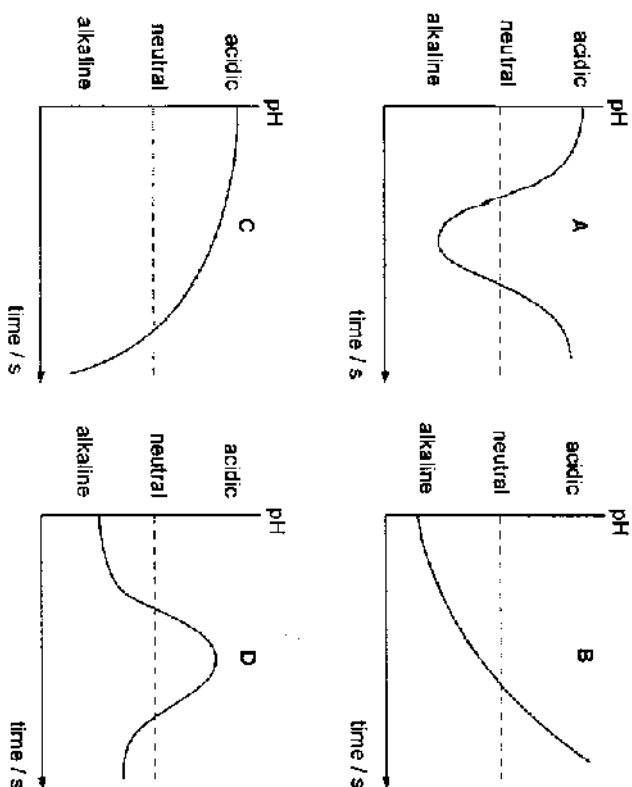 pH
acidic
neutral
alkaline
A
time / s
pH
acidic
neutral
alkaline
B
time / s
pH
acidic
neutral
alkaline
C
time / s
pH
acidic
neutral
alkaline
D
time / s